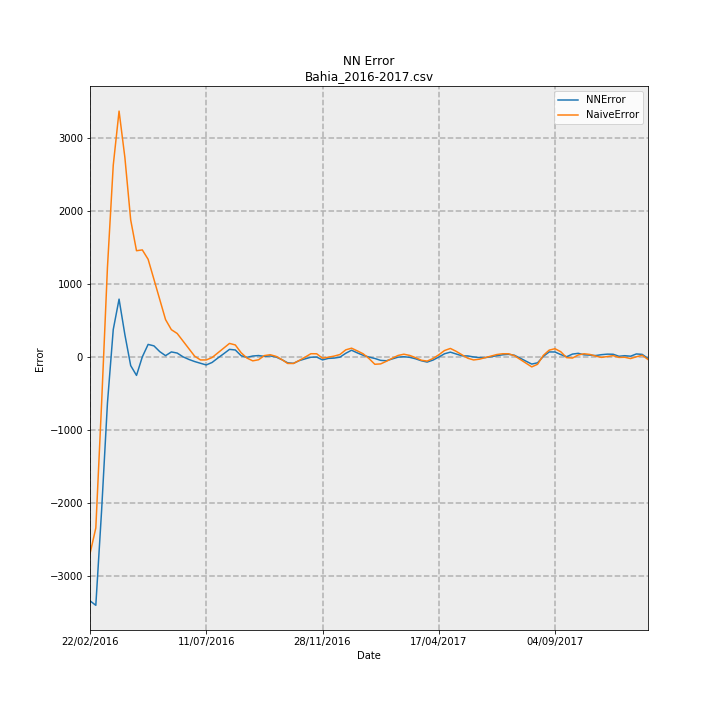 NN Error
Bahia_2016-2017.csv
NNError
NaiveError
3000
2000
1000
0
−1000
−2000
−3000
Error
22/02/2016
11/07/2016
28/11/2016
17/04/2017
04/09/2017
Date